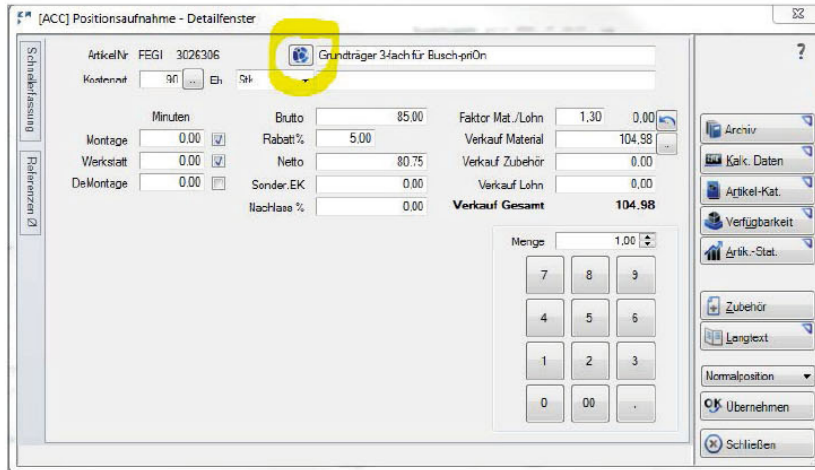 [ACC] Positionsaufnahme - Detailfenster
Schnellerfassung
Referenzen Ø
ArtikelNr FEGI 3026306 Grundträger 3-fach für Busch-priOn
Kostenart 90 .. Eh Stk
Minuten
Montage 0,00
Werkstatt 0,00
DeMontage 0,00
Brutto 85,00
Rabatt% 5,00
Netto 80,75
Sonder.EK 0,00
Nachlass % 0,00
Faktor Mat./Lohn 1,30 0,00
Verkauf Material 104,98 ..
Verkauf Zubehör 0,00
Verkauf Lohn 0,00
Verkauf Gesamt 104,98
Menge 1,00
7 8 9
4 5 6
1 2 3
0 00 .
?
Archiv
Kalk. Daten
Artikel-Kat.
Verfügbarkeit
Artik.-Stat.
Zubehör
Langtext
Normalposition
OK Übernehmen
Schließen